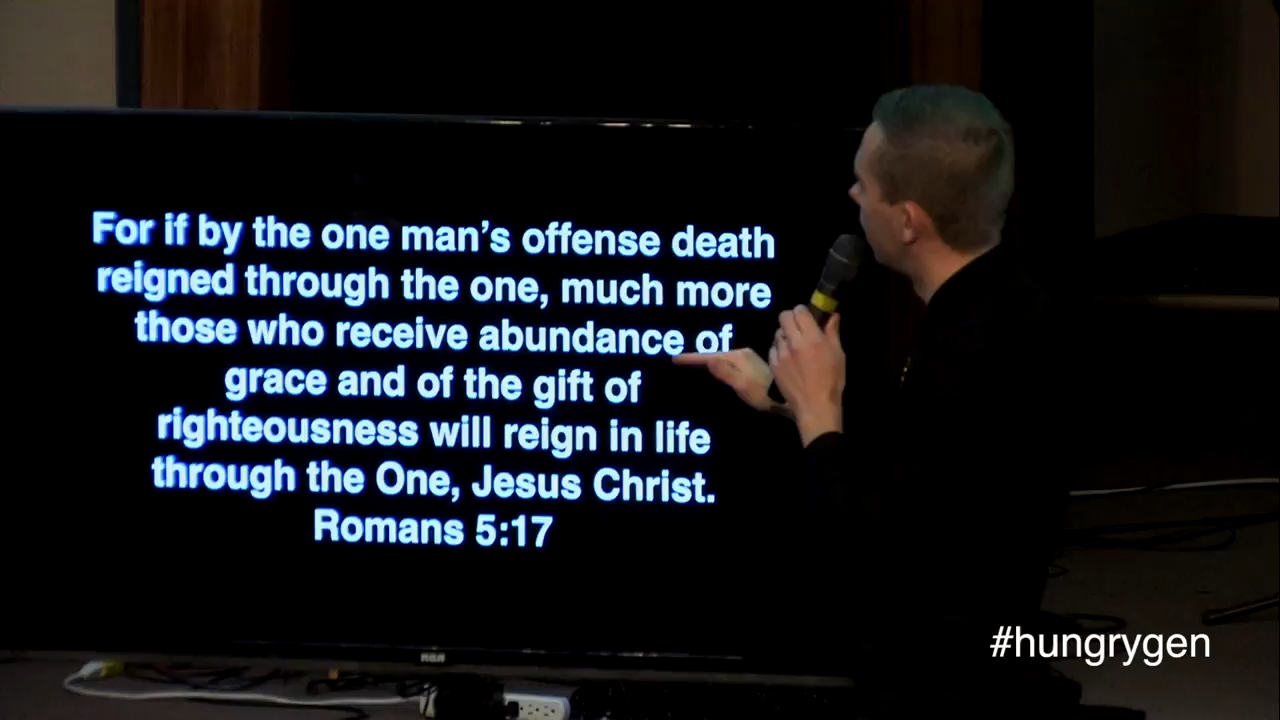 For if by the one man's offense death
reigned through the one, much more
those who receive abundance of
grace and of the gift of
righteousness will reign in life
through the One, Jesus Christ.
Romans 5:17
RCA
#hungrygen